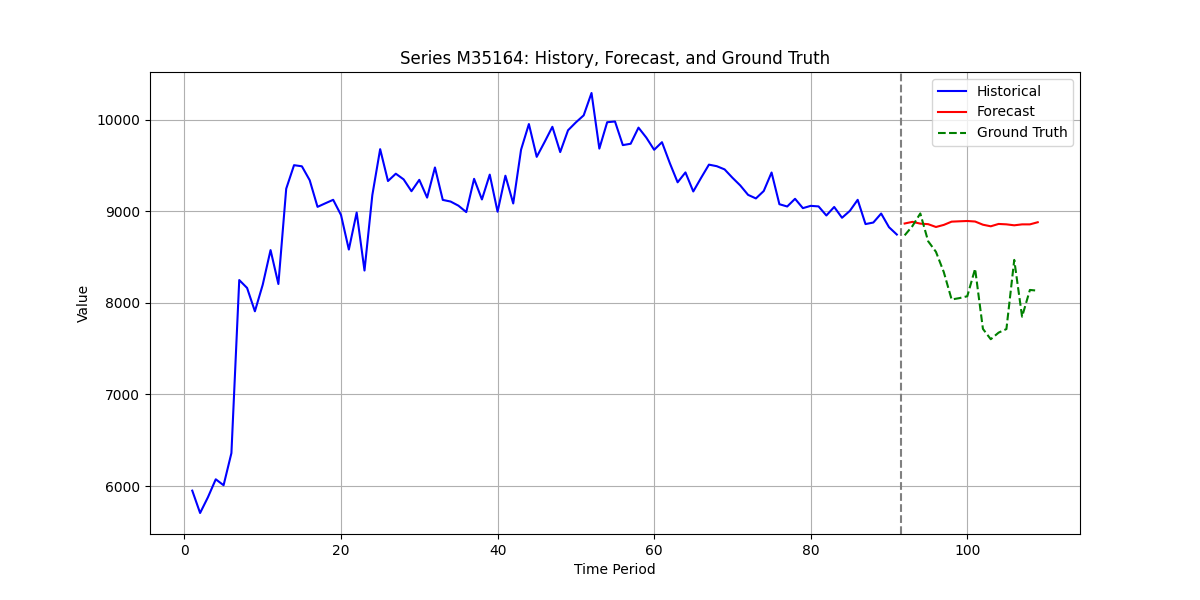 Series M35164: History, Forecast, and Ground Truth
Historical
Forecast
Ground Truth
10000
9000
8000
7000
6000
Value
0 20 40 60 80 100
Time Period